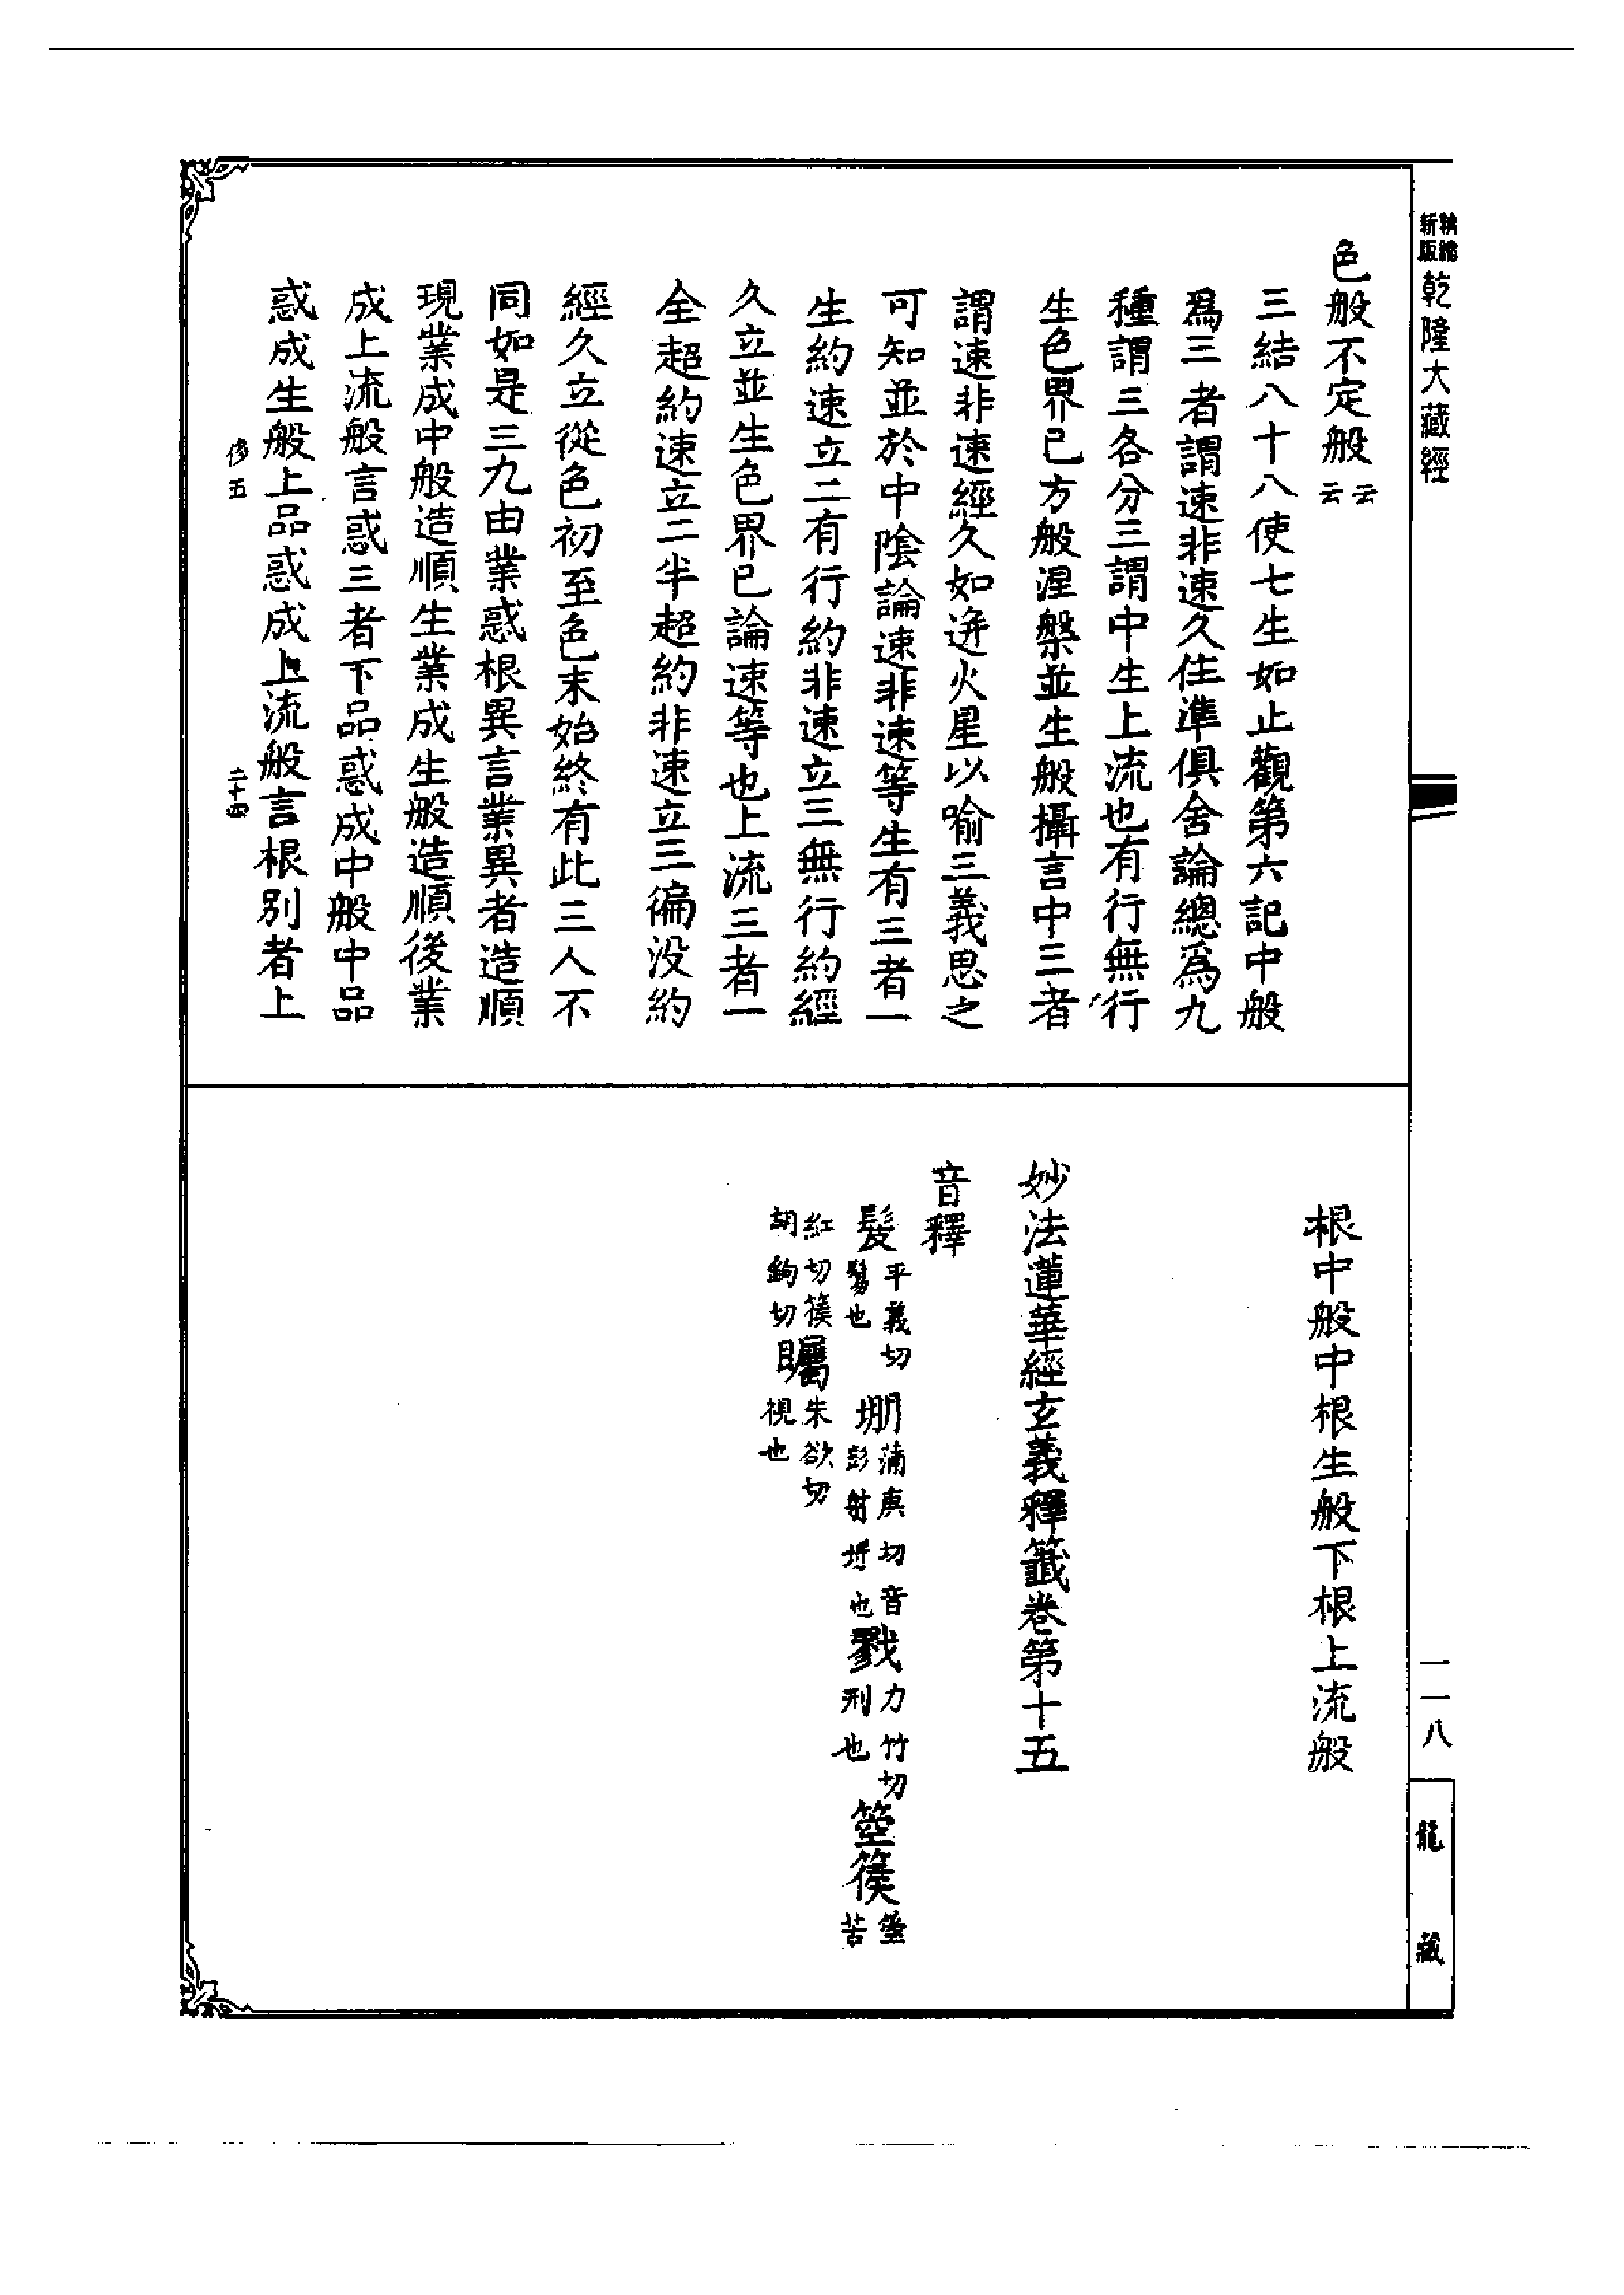 新版精縮乾隆大藏經
色般不定般云云
三結八十八使七生如止觀第六記中般
爲三者謂速非速久住準俱舍論總爲九
種謂三各分三謂中生上流也有行無行
生色界已方般涅槃並生般攝言中三者
謂速非速經久如迸火星以喻三義思之
可知並於中陰論速非速等生有三者一
生約速立二有行約非速立三無行約經
久立並生色界已論速等也上流三者一
全超約速立二半超約非速立三徧没約
經久立從色初至色末始終有此三人不
同如是三九由業惑根異言業異者造順
現業成中般造順生業成生般造順後業
成上流般言惑三者下品惑成中般中品
惑成生般上品惑成上流般言根別者上
侈五 二十四
根中般中根生般下根上流般
妙法蓮華經玄義釋籤卷第十五
音釋
髲平義切髲也 堋蒲庚切音彭射埒也 戮力竹切刑也 箜篌箜苦
紅切篌胡鉤切 矚朱欲切視也
一一八
龍藏